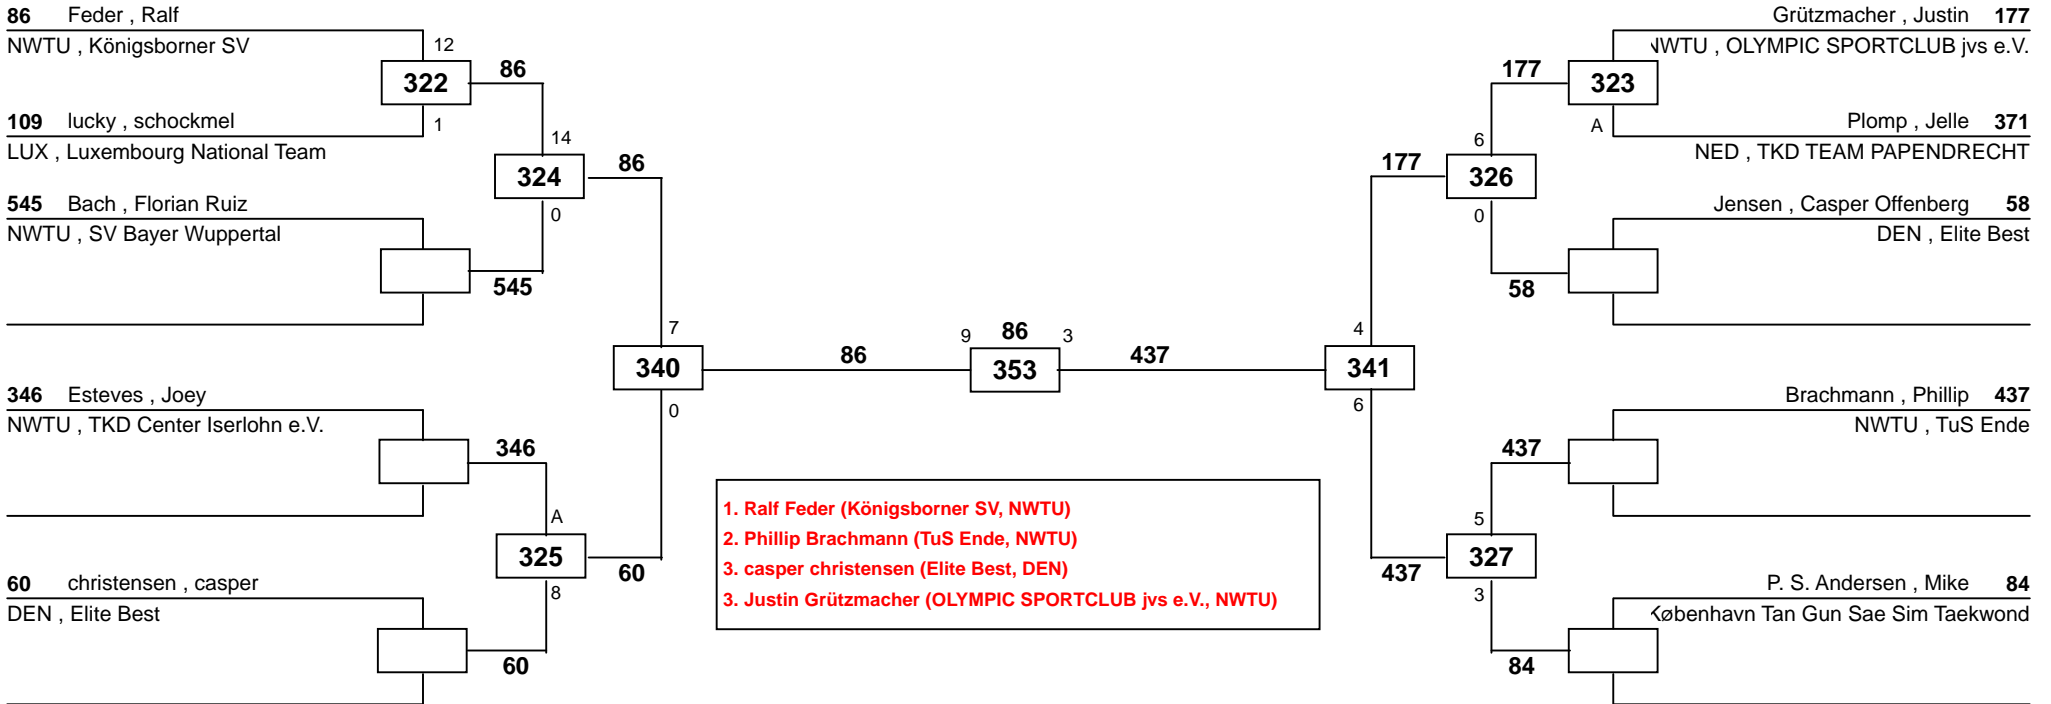 86 Feder , Ralf
NWTU , Königsborner SV
12
322
86
1
109 lucky , schockmel
LUX , Luxembourg National Team
14
324
86
0
545 Bach , Florian Ruiz
NWTU , SV Bayer Wuppertal
545
7
340
0
86
9 86 3
353
437
346 Esteves , Joey
NWTU , TKD Center Iserlohn e.V.
346
A
325
60
8
60 christensen , casper
DEN , Elite Best
60
1. Ralf Feder (Königsborner SV, NWTU)
2. Phillip Brachmann (TuS Ende, NWTU)
3. casper christensen (Elite Best, DEN)
3. Justin Grützmacher (OLYMPIC SPORTCLUB jvs e.V., NWTU)
Grützmacher , Justin 177
NWTU , OLYMPIC SPORTCLUB jvs e.V.
177
323
A
Plomp , Jelle 371
NED , TKD TEAM PAPENDRECHT
6
177
326
0
Jensen , Casper Offenberg 58
DEN , Elite Best
58
4
341
6
Brachmann , Phillip 437
NWTU , TuS Ende
437
5
327
437
3
P. S. Andersen , Mike 84
København Tan Gun Sae Sim Taekwond
84